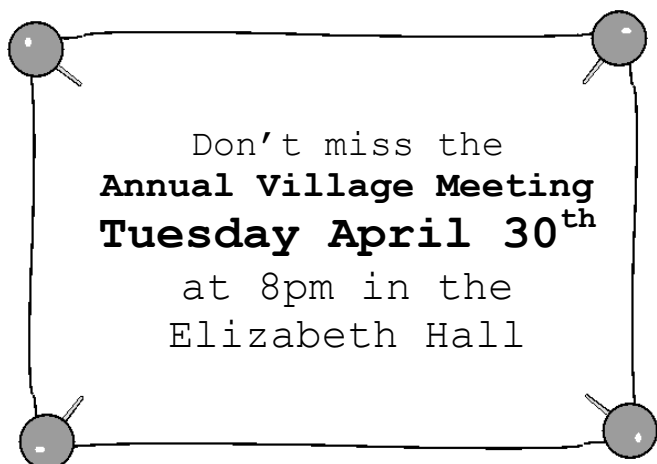 Don’t miss the
Annual Village Meeting
Tuesday April 30th
at 8pm in the
Elizabeth Hall